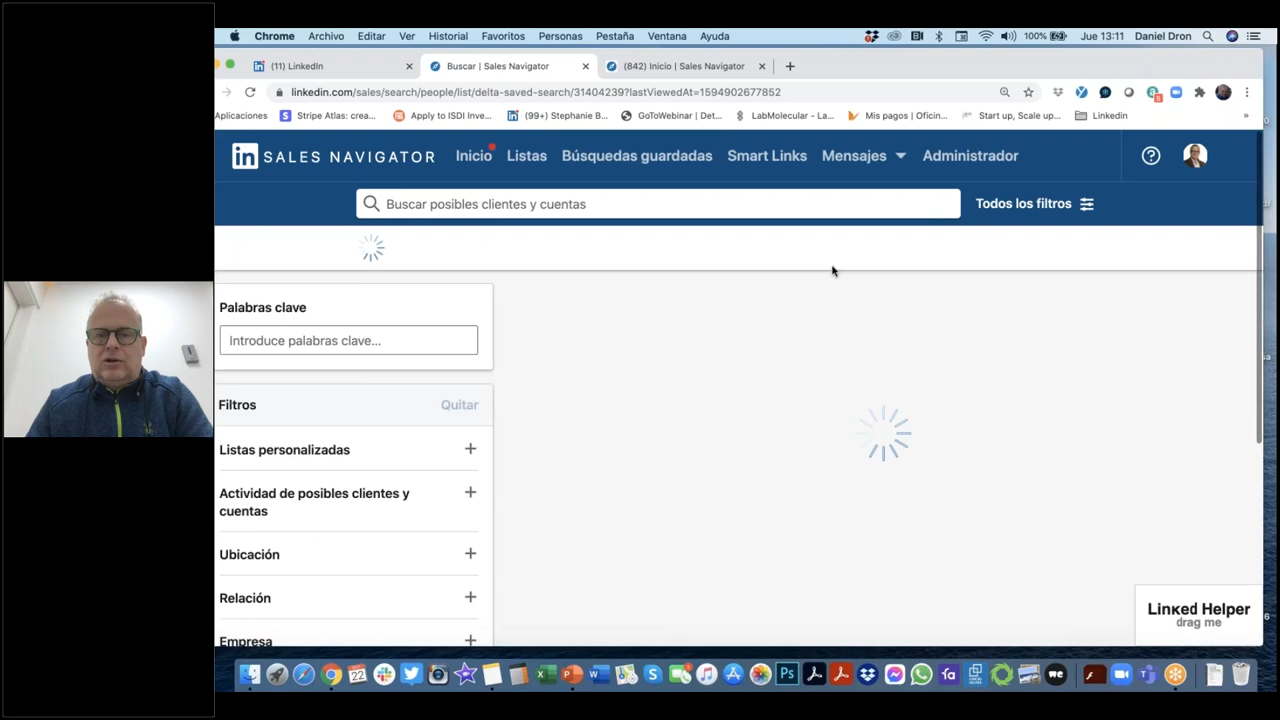 Chrome Archivo Editar Ver Historial Favoritos Personas Pestaña Ventana Ayuda 100% Jue 13:11 Daniel Dron
(11) LinkedIn Buscar | Sales Navigator (842) Inicio | Sales Navigator
linkedin.com/sales/search/people/list/delta-saved-search/31404239?lastViewedAt=1594902677852
Aplicaciones Stripe Atlas: crea... Apply to ISDI Inve... (99+) Stephanie B... GoToWebinar | Det... LabMolecular - La... Mis pagos | Oficin... Start up, Scale up... Linkedin »
in SALES NAVIGATOR Inicio Listas Búsquedas guardadas Smart Links Mensajes Administrador
Buscar posibles clientes y cuentas Todos los filtros
Palabras clave
Introduce palabras clave...
Filtros Quitar
Listas personalizadas
Actividad de posibles clientes y
cuentas
Ubicación
Relación
Empresa
Linked Helper
drag me